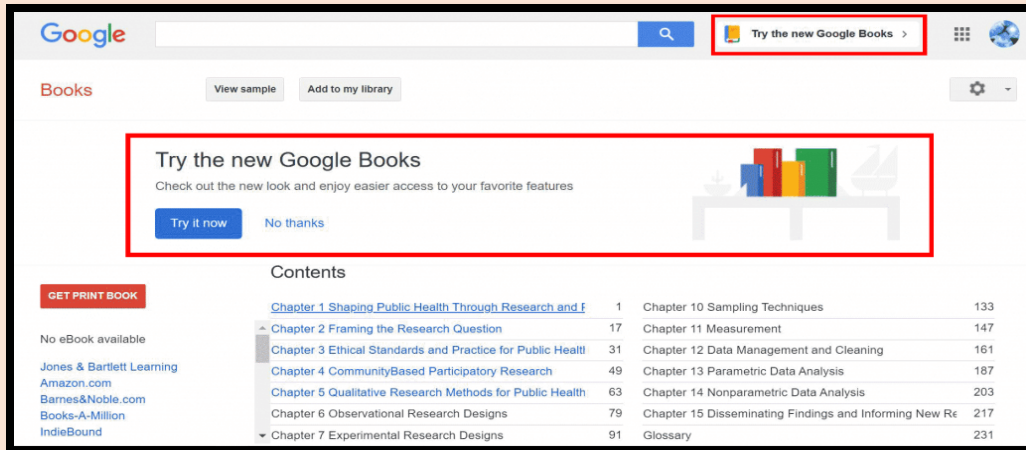 Google
Try the new Google Books >
Books
View sample
Add to my library
Try the new Google Books
Check out the new look and enjoy easier access to your favorite features
Try it now
No thanks
GET PRINT BOOK
No eBook available
Jones & Bartlett Learning
Amazon.com
Barnes&Noble.com
Books-A-Million
IndieBound
Contents
Chapter 1 Shaping Public Health Through Research and F 1
Chapter 2 Framing the Research Question 17
Chapter 3 Ethical Standards and Practice for Public Healtl 31
Chapter 4 CommunityBased Participatory Research 49
Chapter 5 Qualitative Research Methods for Public Health 63
Chapter 6 Observational Research Designs 79
Chapter 7 Experimental Research Designs 91
Chapter 10 Sampling Techniques 133
Chapter 11 Measurement 147
Chapter 12 Data Management and Cleaning 161
Chapter 13 Parametric Data Analysis 187
Chapter 14 Nonparametric Data Analysis 203
Chapter 15 Disseminating Findings and Informing New Re 217
Glossary 231